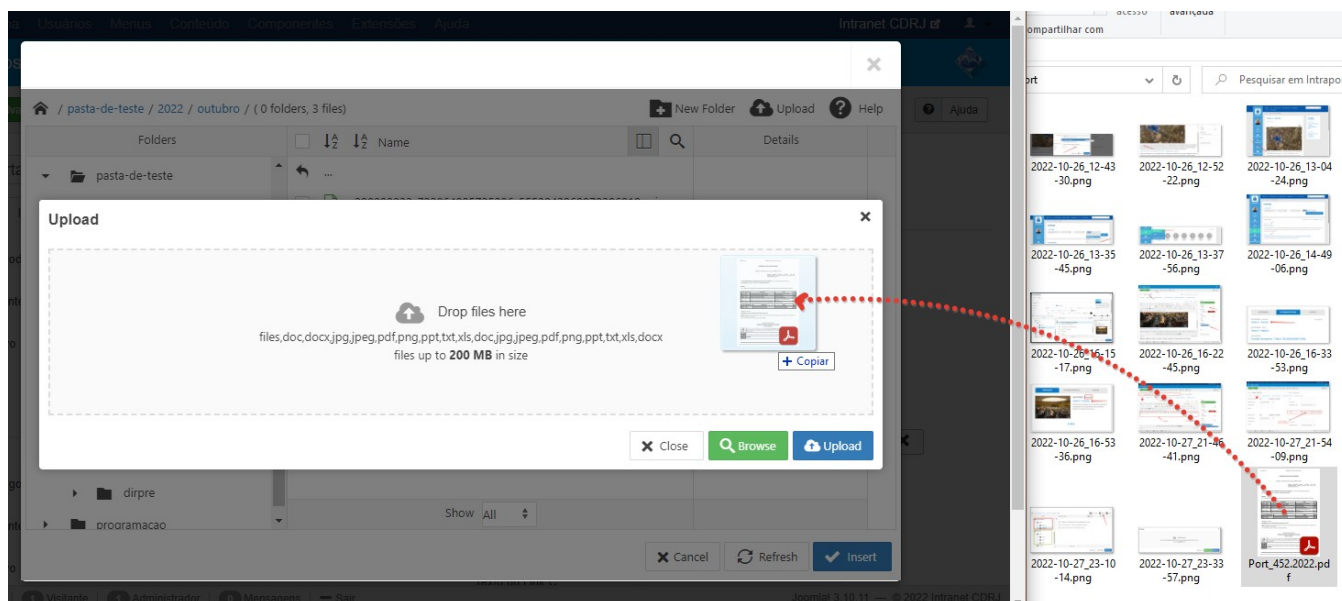 Usuários Menus Conteúdo Componentes Extensões Ajuda Intranet CDRJ
/ pasta-de-teste / 2022 / outubro / ( 0 folders, 3 files) New Folder Upload Help Ajuda
Folders Name Details
pasta-de-teste ...
Upload
Drop files here
files,doc,docx,jpg,jpeg,pdf,png,ppt,txt,xls,doc,jpg,jpeg,pdf,png,ppt,txt,xls,docx
files up to 200 MB in size
+ Copiar
Close Browse Upload
dirpre
programacao
Show All
Cancel Refresh Insert
Visitante Administrador Mensagens Sair Joomla! 3.10.11 — © 2022 Intranet CDRJ
acesso avançada
ompartilhar com
ort Pesquisar em Intrapo
2022-10-26_12-43
-30.png
2022-10-26_12-52
-22.png
2022-10-26_13-04
-24.png
2022-10-26_13-35
-45.png
2022-10-26_13-37
-56.png
2022-10-26_14-49
-06.png
2022-10-26_16-15
-17.png
2022-10-26_16-22
-45.png
2022-10-26_16-33
-53.png
2022-10-26_16-53
-36.png
2022-10-27_21-46
-41.png
2022-10-27_21-54
-09.png
2022-10-27_23-10
-14.png
2022-10-27_23-33
-57.png
Port_452.2022.pd
f